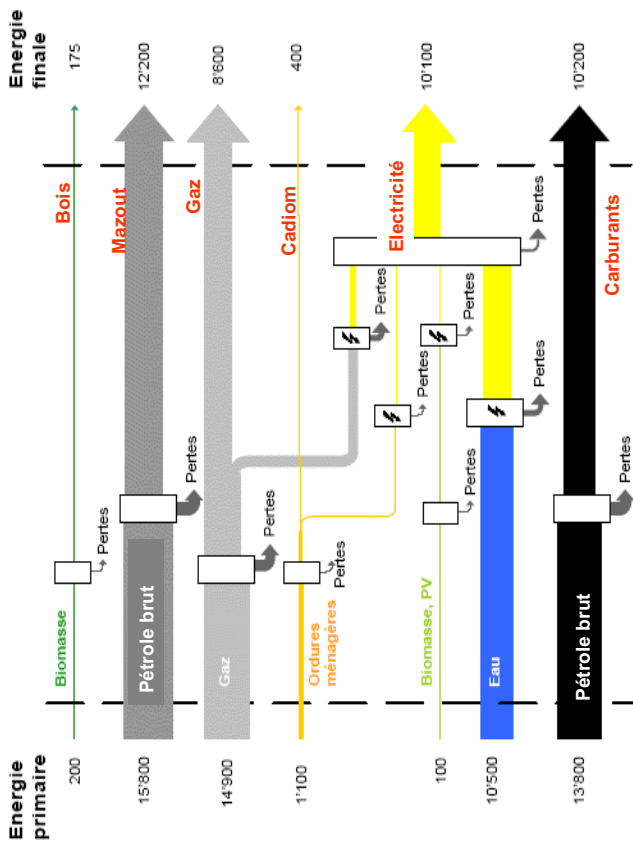 Energie
primaire
Energie
finale
200
Biomasse
Pertes
Bois
175
15'800
Pétrole brut
Pertes
Mazout
12'200
14'900
Gaz
Pertes
Gaz
8'600
1'100
Ordures
ménagères
Pertes
Cadiom
400
Pertes
Pertes
Electricité
10'100
100
Biomasse, PV
Pertes
Pertes
10'500
Eau
Pertes
Pertes
13'800
Pétrole brut
Pertes
Carburants
10'200